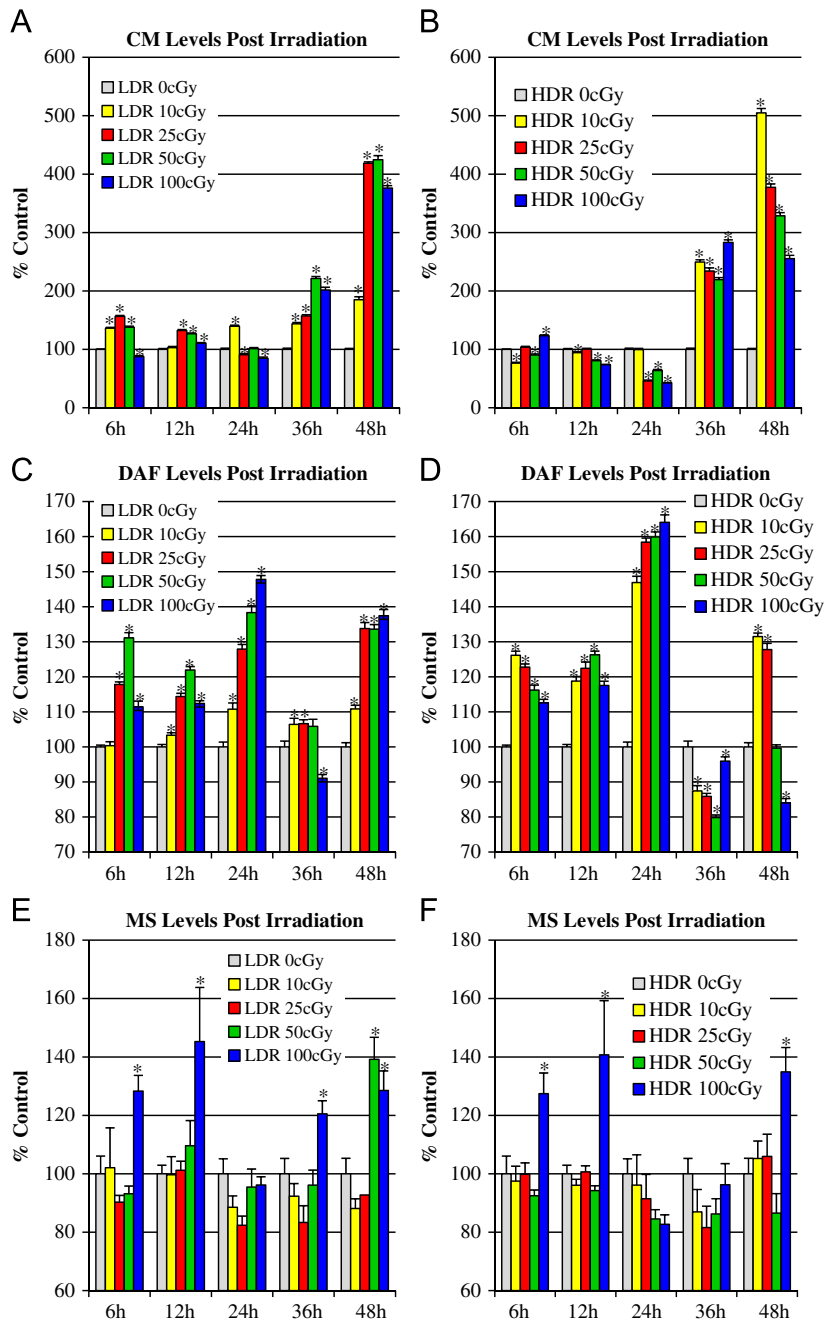 A
CM Levels Post Irradiation
% Control
600
500
400
300
200
100
0
LDR 0cGy
LDR 10cGy
LDR 25cGy
LDR 50cGy
LDR 100cGy
* * * * * * * * * * * * * * * * * *
6h 12h 24h 36h 48h
B
CM Levels Post Irradiation
% Control
600
500
400
300
200
100
0
HDR 0cGy
HDR 10cGy
HDR 25cGy
HDR 50cGy
HDR 100cGy
* * * * * * * * * * * * * * * * *
6h 12h 24h 36h 48h
C
DAF Levels Post Irradiation
% Control
170
160
150
140
130
120
110
100
90
80
70
LDR 0cGy
LDR 10cGy
LDR 25cGy
LDR 50cGy
LDR 100cGy
* * * * * * * * * * * * * * * * * *
6h 12h 24h 36h 48h
D
DAF Levels Post Irradiation
% Control
170
160
150
140
130
120
110
100
90
80
70
HDR 0cGy
HDR 10cGy
HDR 25cGy
HDR 50cGy
HDR 100cGy
* * * * * * * * * * * * * * * * * * *
6h 12h 24h 36h 48h
E
MS Levels Post Irradiation
% Control
180
160
140
120
100
80
60
LDR 0cGy
LDR 10cGy
LDR 25cGy
LDR 50cGy
LDR 100cGy
* * * * *
6h 12h 24h 36h 48h
F
MS Levels Post Irradiation
% Control
180
160
140
120
100
80
60
HDR 0cGy
HDR 10cGy
HDR 25cGy
HDR 50cGy
HDR 100cGy
* * *
6h 12h 24h 36h 48h